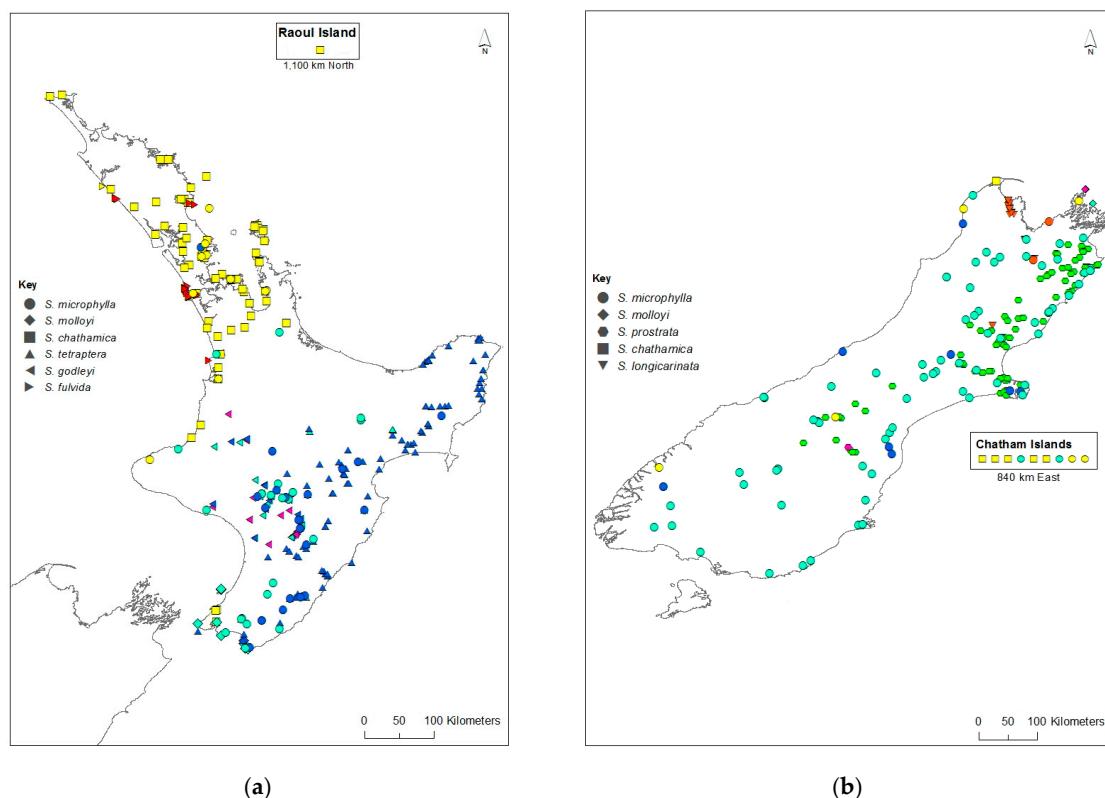 Raoul Island
1,100 km North
N
Key
S. microphylla
S. molloyi
S. chathamica
S. tetraptera
S. godleyi
S. fulvida
0 50 100 Kilometers
(a)
N
Key
S. microphylla
S. molloyi
S. prostrata
S. chathamica
S. longicarinata
Chatham Islands
840 km East
0 50 100 Kilometers
(b)